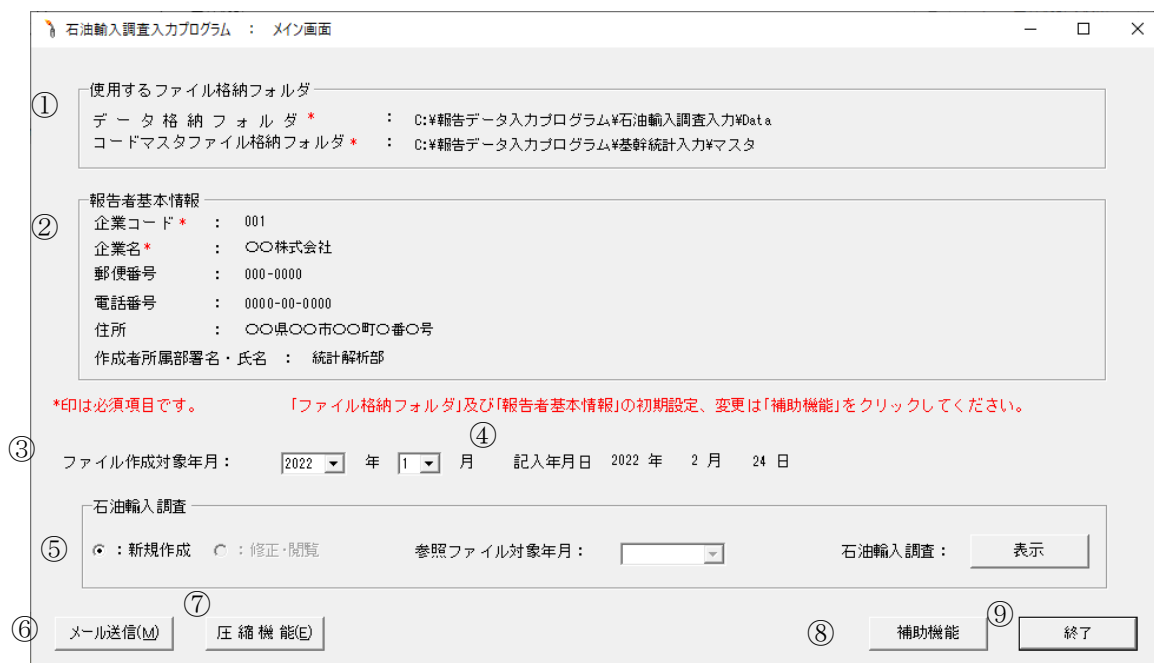 石油輸入調査入力プログラム ： メイン画面
① 使用するファイル格納フォルダ
データ格納フォルダ* ： C:¥報告データ入力プログラム¥石油輸入調査入力¥Data
コードマスタファイル格納フォルダ* ： C:¥報告データ入力プログラム¥基幹統計入力¥マスタ
報告者基本情報
② 企業コード* ： 001
企業名* ： 〇〇株式会社
郵便番号 ： 000-0000
電話番号 ： 0000-00-0000
住所 ： 〇〇県〇〇市〇〇町〇番〇号
作成者所属部署名・氏名 ： 統計解析部
*印は必須項目です。 「ファイル格納フォルダ」及び「報告者基本情報」の初期設定、変更は「補助機能」をクリックしてください。
③ ファイル作成対象年月： 2022 年 1 月 ④ 記入年月日 2022 年 2 月 24 日
石油輸入調査
⑤ ：新規作成 ：修正・閲覧 参照ファイル対象年月： 石油輸入調査： 表示
⑥ メール送信(M) ⑦ 圧縮機能(E) ⑧ 補助機能 ⑨ 終了